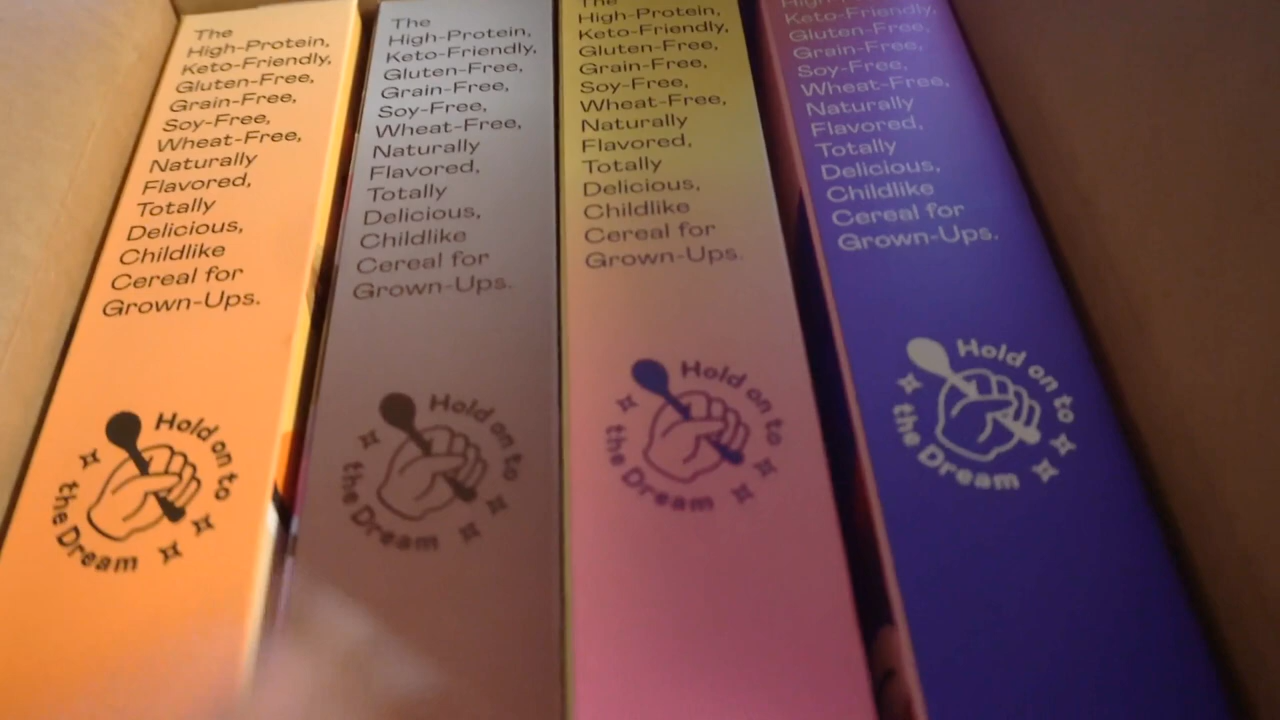 The
High-Protein,
Keto-Friendly,
Gluten-Free,
Grain-Free,
Soy-Free,
Wheat-Free,
Naturally
Flavored,
Totally
Delicious,
Childlike
Cereal for
Grown-Ups.
Hold on to
the Dream
The
High-Protein,
Keto-Friendly,
Gluten-Free,
Grain-Free,
Soy-Free,
Wheat-Free,
Naturally
Flavored,
Totally
Delicious,
Childlike
Cereal for
Grown-Ups.
Hold on to
the Dream
The
High-Protein,
Keto-Friendly,
Gluten-Free,
Grain-Free,
Soy-Free,
Wheat-Free,
Naturally
Flavored,
Totally
Delicious,
Childlike
Cereal for
Grown-Ups.
Hold on to
the Dream
Keto-Friendly,
Gluten-Free,
Grain-Free,
Soy-Free,
Wheat-Free,
Naturally
Flavored,
Totally
Delicious,
Childlike
Cereal for
Grown-Ups.
Hold on to
the Dream